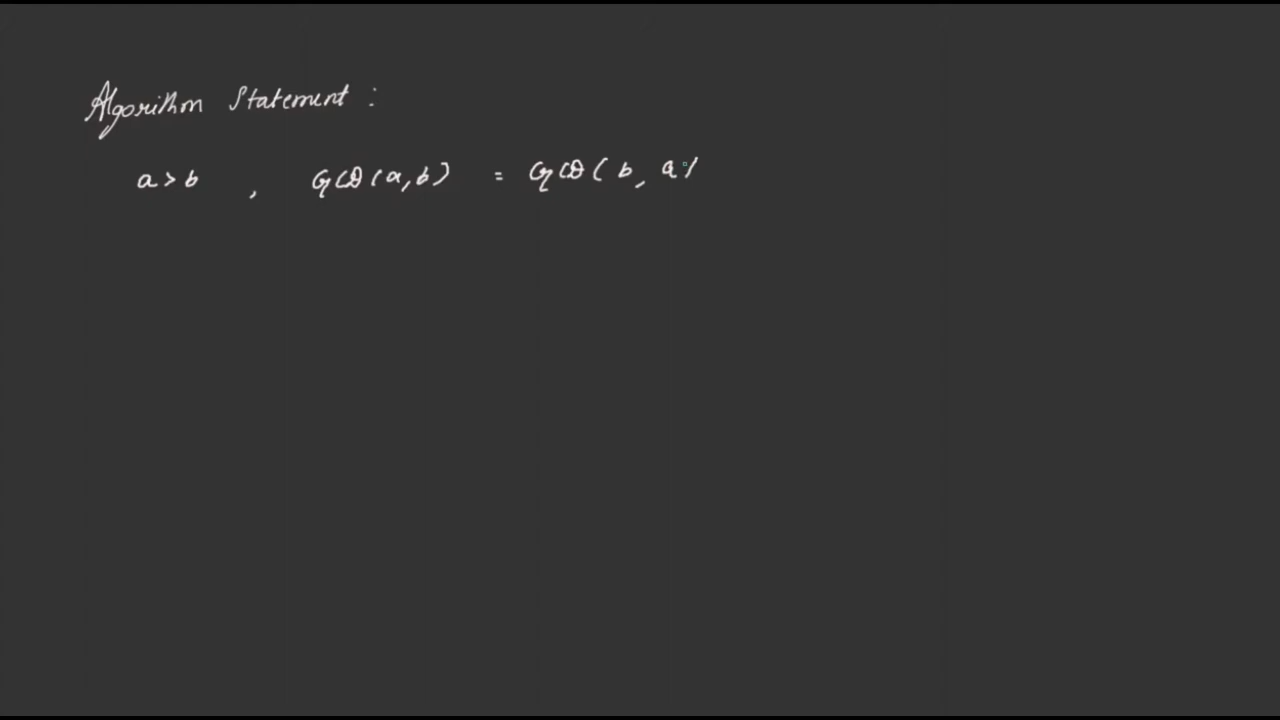 Algorithm Statement :
a > b , GCD(a,b) = GCD( b, a%